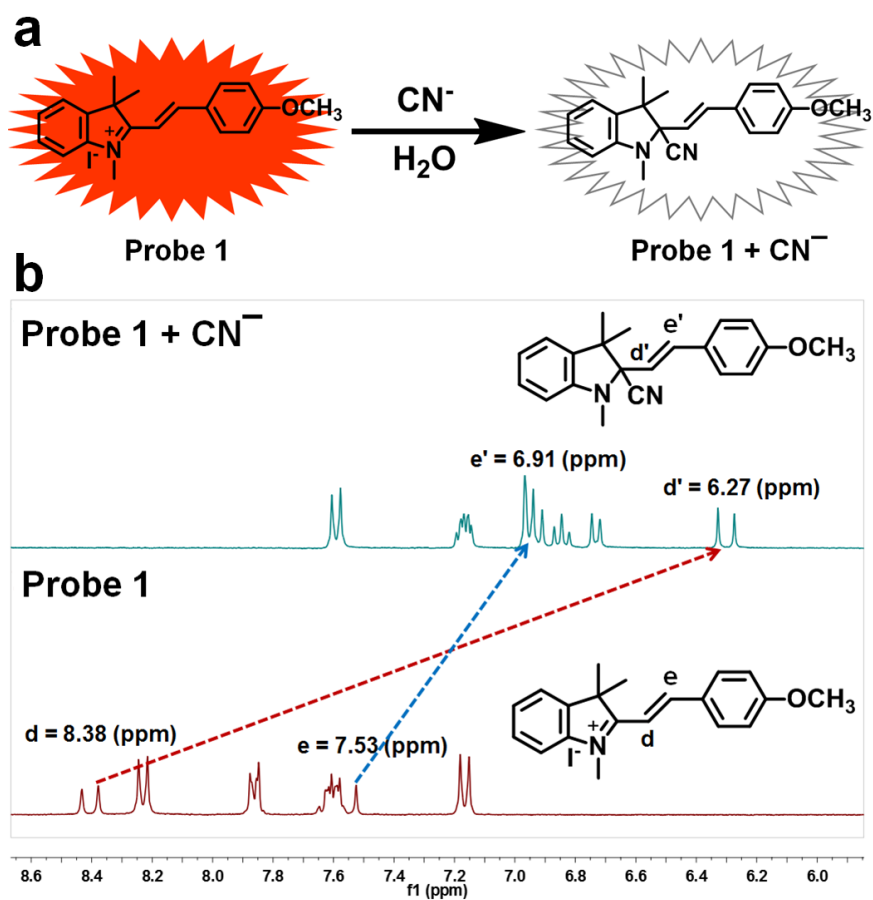 a
OCH₃
N
+
I-
CN-
H₂O
OCH₃
N
CN
Probe 1
Probe 1 + CN⁻
b
Probe 1 + CN⁻
e'
d'
OCH₃
N
CN
e' = 6.91 (ppm)
d' = 6.27 (ppm)
Probe 1
e
OCH₃
+
N
I-
d
d = 8.38 (ppm)
e = 7.53 (ppm)
8.6 8.4 8.2 8.0 7.8 7.6 7.4 7.2 7.0 6.8 6.6 6.4 6.2 6.0
f1 (ppm)